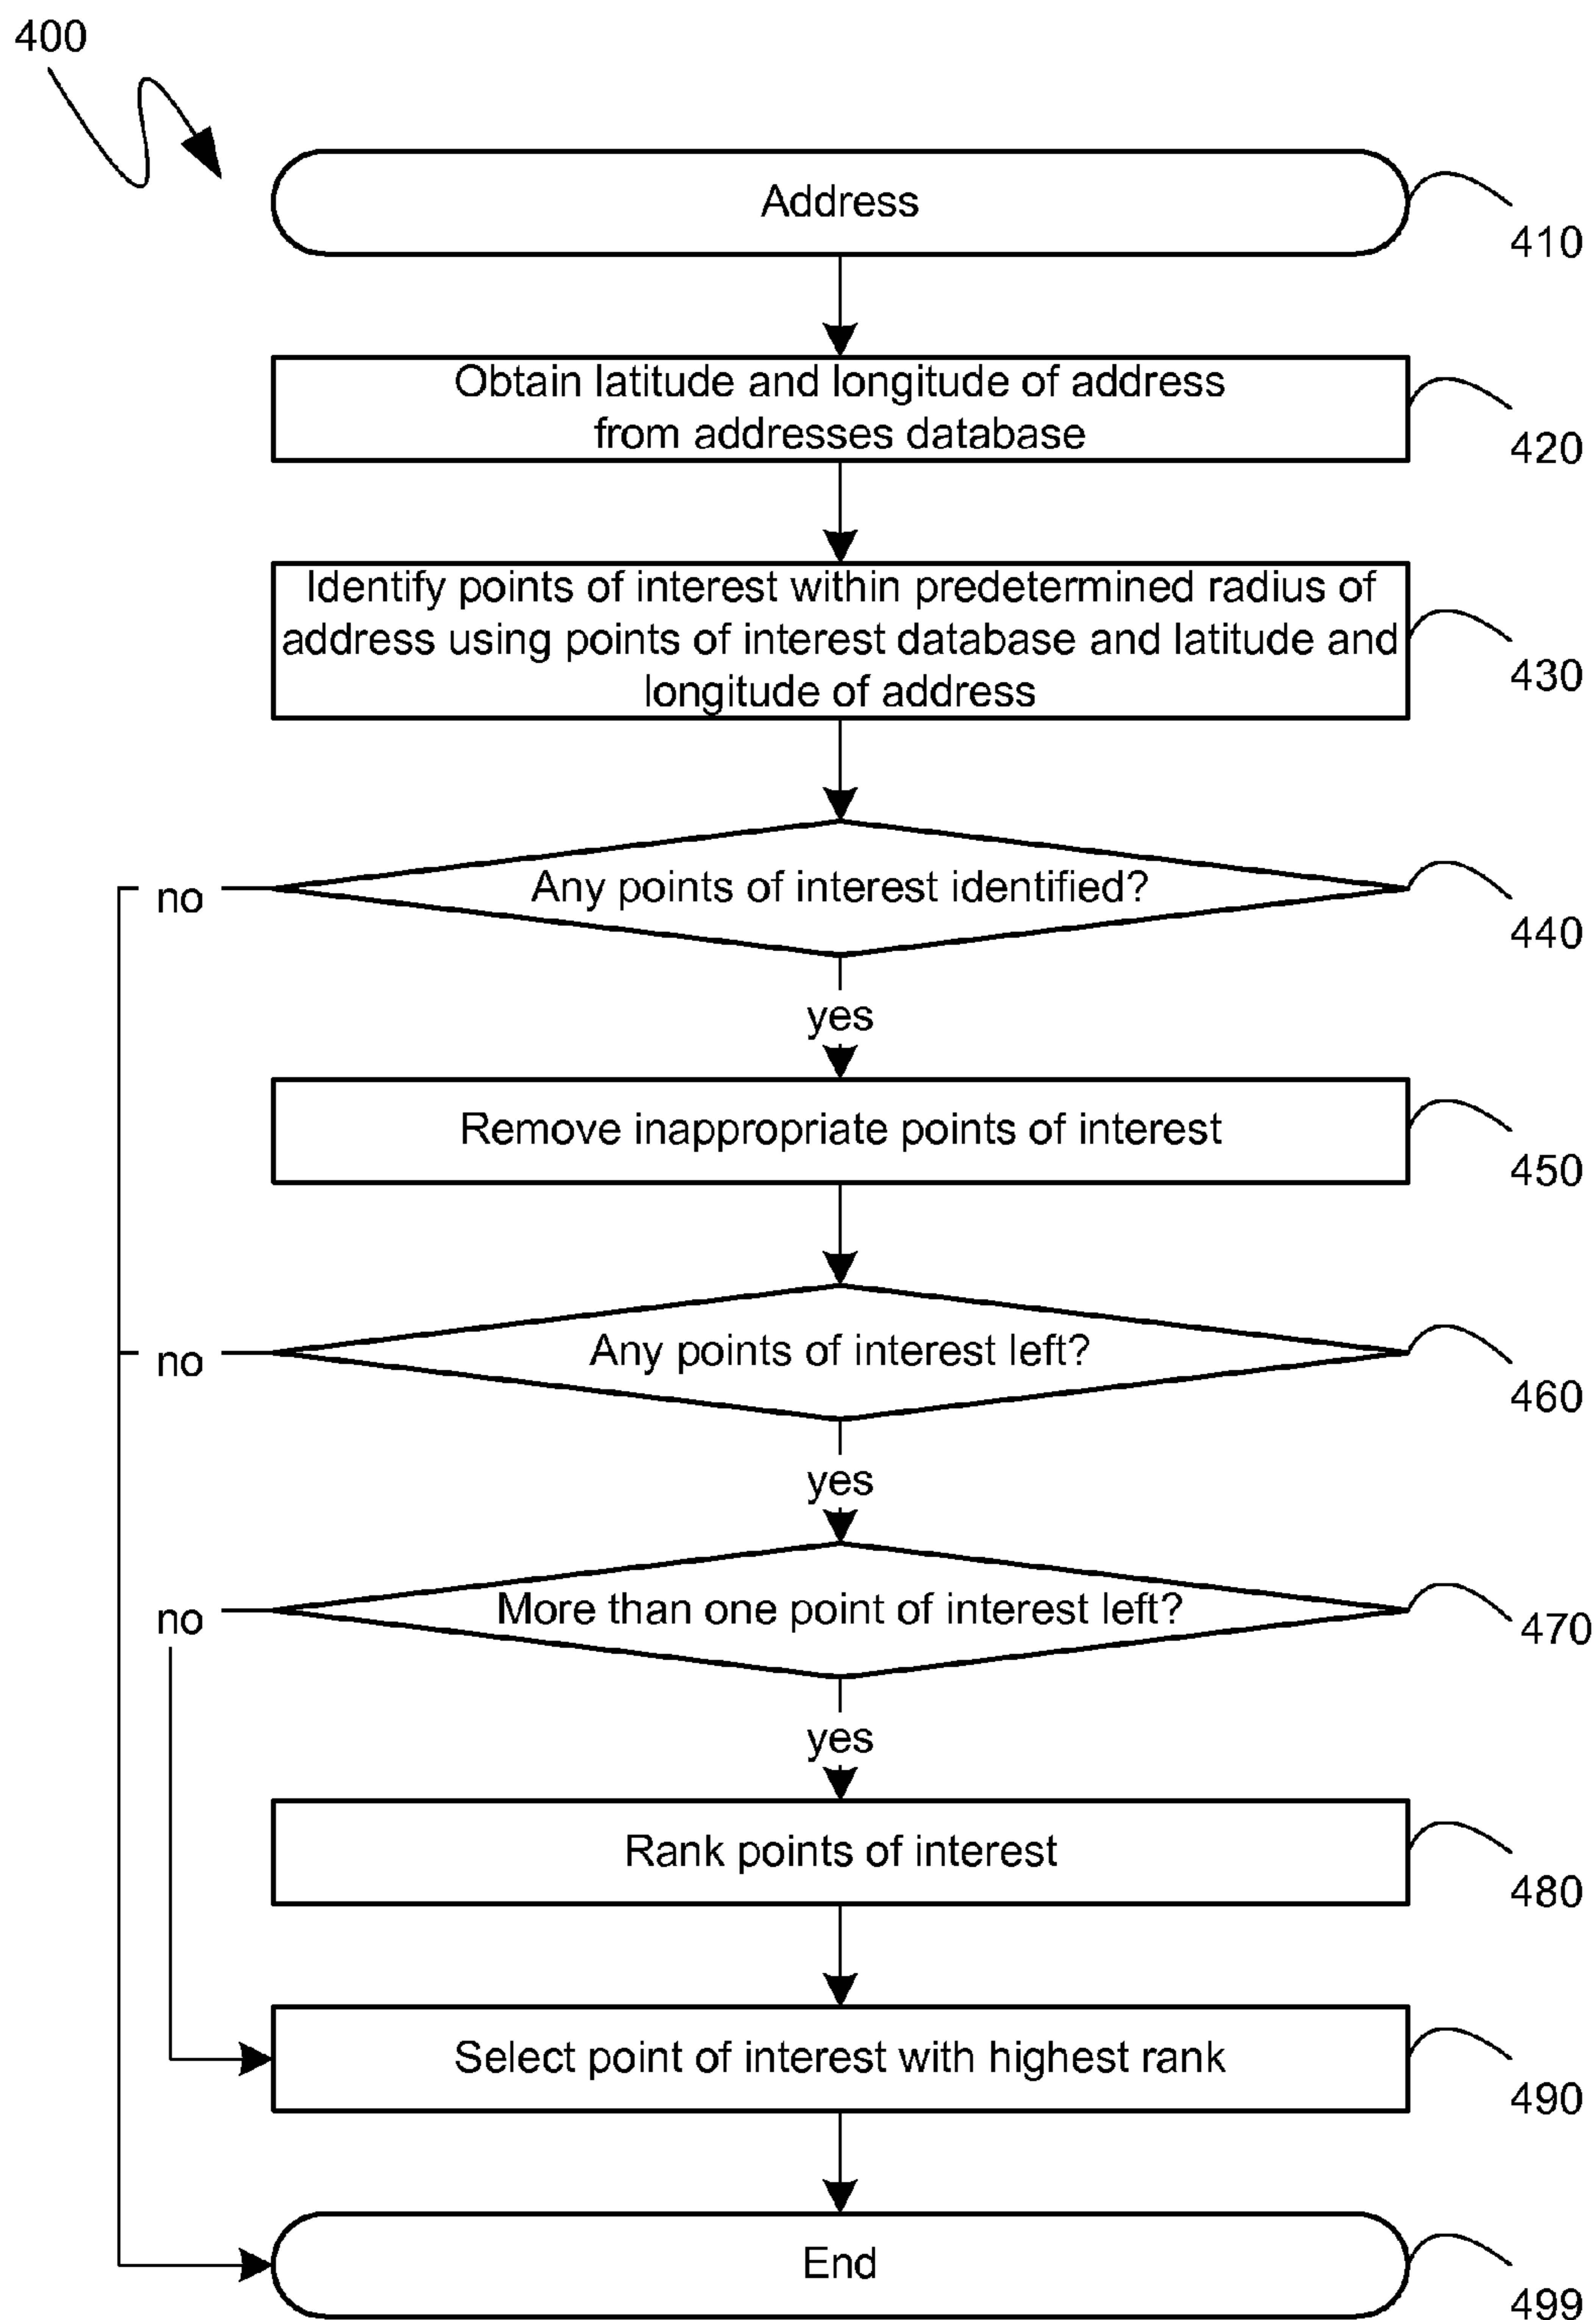 400
Address
410
Obtain latitude and longitude of address
from addresses database
420
Identify points of interest within predetermined radius of
address using points of interest database and latitude and
longitude of address
430
Any points of interest identified?
no
440
yes
Remove inappropriate points of interest
450
Any points of interest left?
no
460
yes
More than one point of interest left?
no
470
yes
Rank points of interest
480
Select point of interest with highest rank
490
End
499